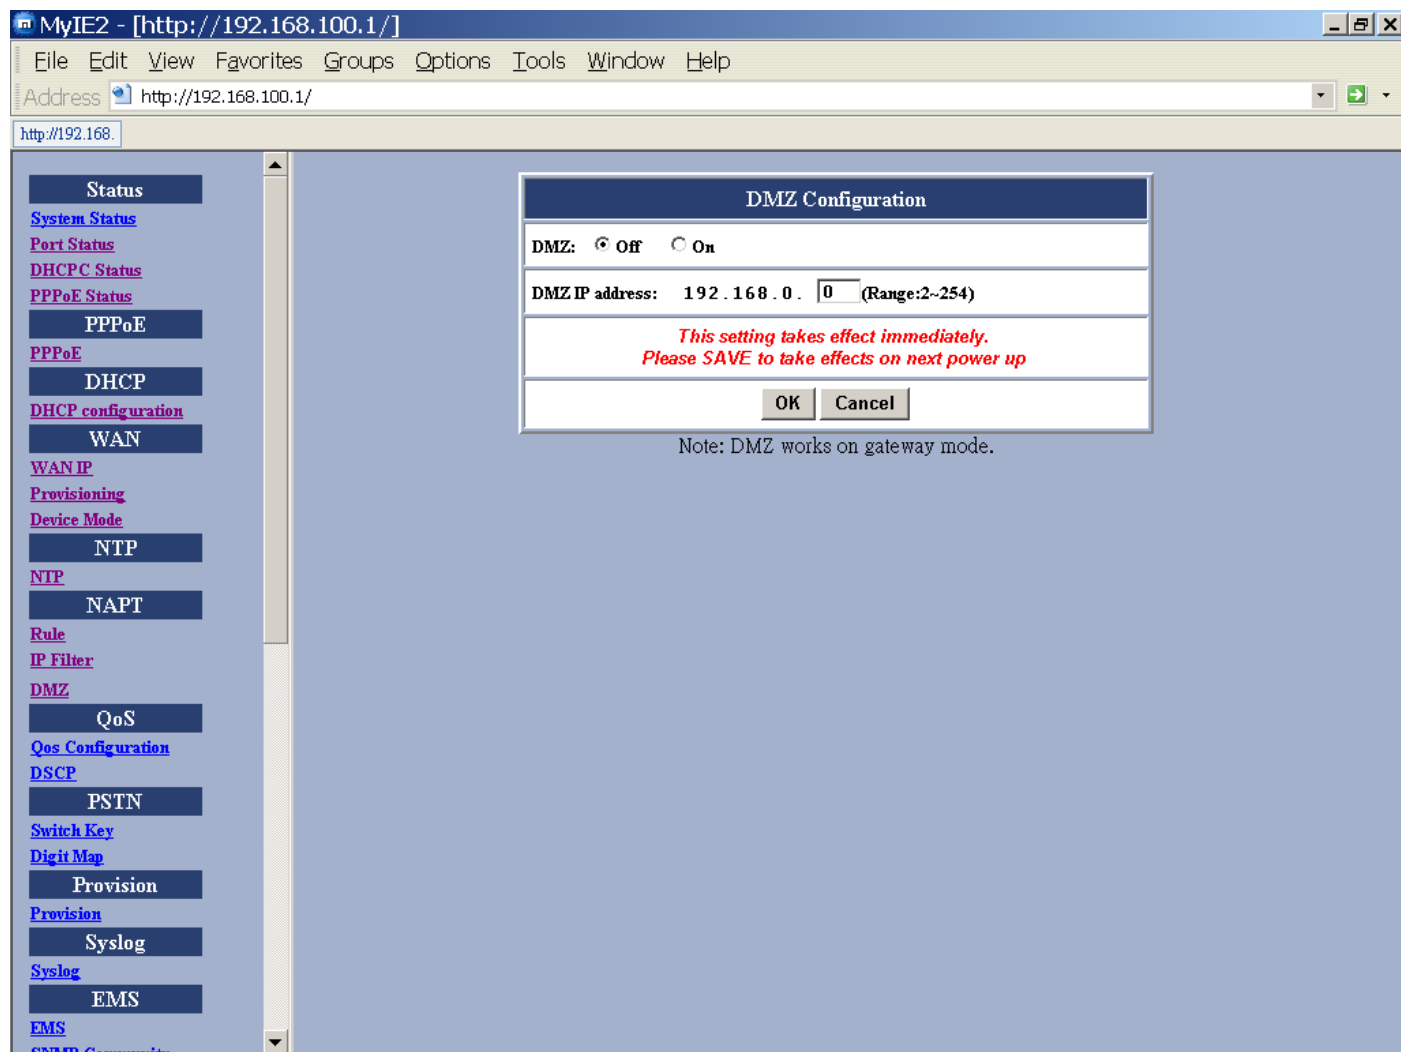 MyIE2 - [http://192.168.100.1/]
File Edit View Favorites Groups Options Tools Window Help
Address http://192.168.100.1/
http://192.168.
Status
System Status
Port Status
DHCPC Status
PPPoE Status
PPPoE
PPPoE
DHCP
DHCP configuration
WAN
WAN IP
Provisioning
Device Mode
NTP
NTP
NAPT
Rule
IP Filter
DMZ
QoS
Qos Configuration
DSCP
PSTN
Switch Key
Digit Map
Provision
Provision
Syslog
Syslog
EMS
EMS
SNMP Community
DMZ Configuration
DMZ: Off On
DMZ IP address: 192.168.0. 0 (Range:2~254)
This setting takes effect immediately.
Please SAVE to take effects on next power up
OK Cancel
Note: DMZ works on gateway mode.